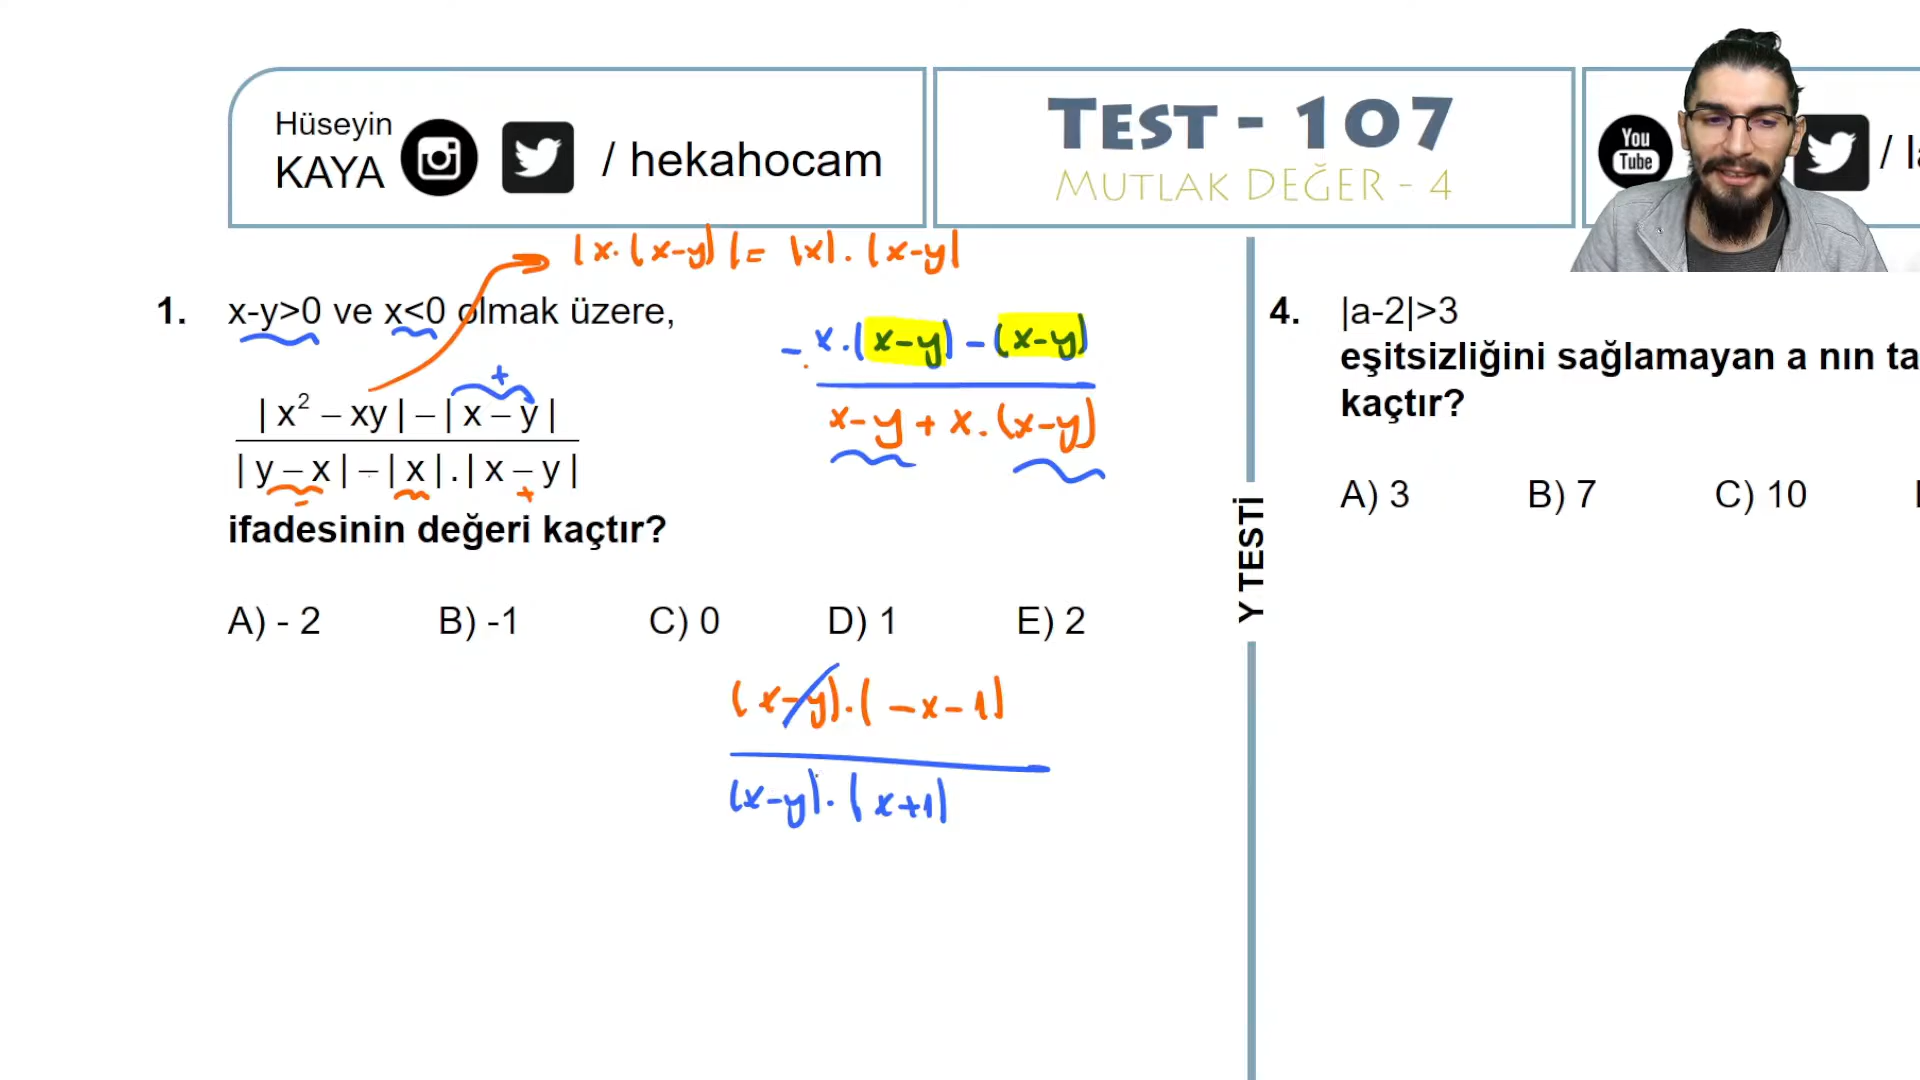 Hüseyin
KAYA
/ hekahocam
TEST - 107
MUTLAK DEĞER - 4
You
Tube
/ l
|x.(x-y)|= |x|.|x-y|
1. x-y>0 ve x<0 olmak üzere,
-x.(x-y)-(x-y)
x-y+x.(x-y)
+
|x² – xy|–|x – y|
|y – x|–|x|.|x – y|
- +
ifadesinin değeri kaçtır?
A) - 2 B) -1 C) 0 D) 1 E) 2
(x-y).(-x-1)
(x-y).(x+1)
Y TESTİ
4. |a-2|>3
eşitsizliğini sağlamayan a nın ta
kaçtır?
A) 3 B) 7 C) 10